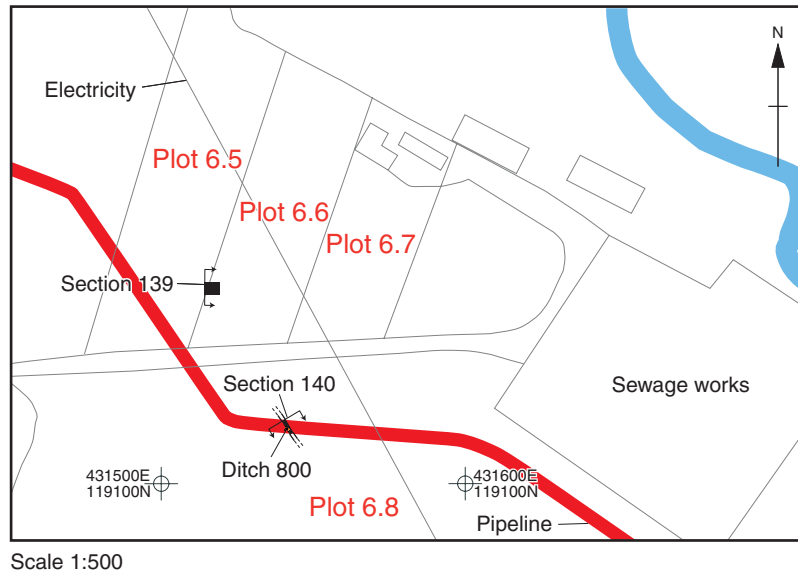 N
Electricity
Plot 6.5
Plot 6.6
Plot 6.7
Section 139
Section 140
Sewage works
Ditch 800
431500E
119100N
431600E
119100N
Plot 6.8
Pipeline
Scale 1:500